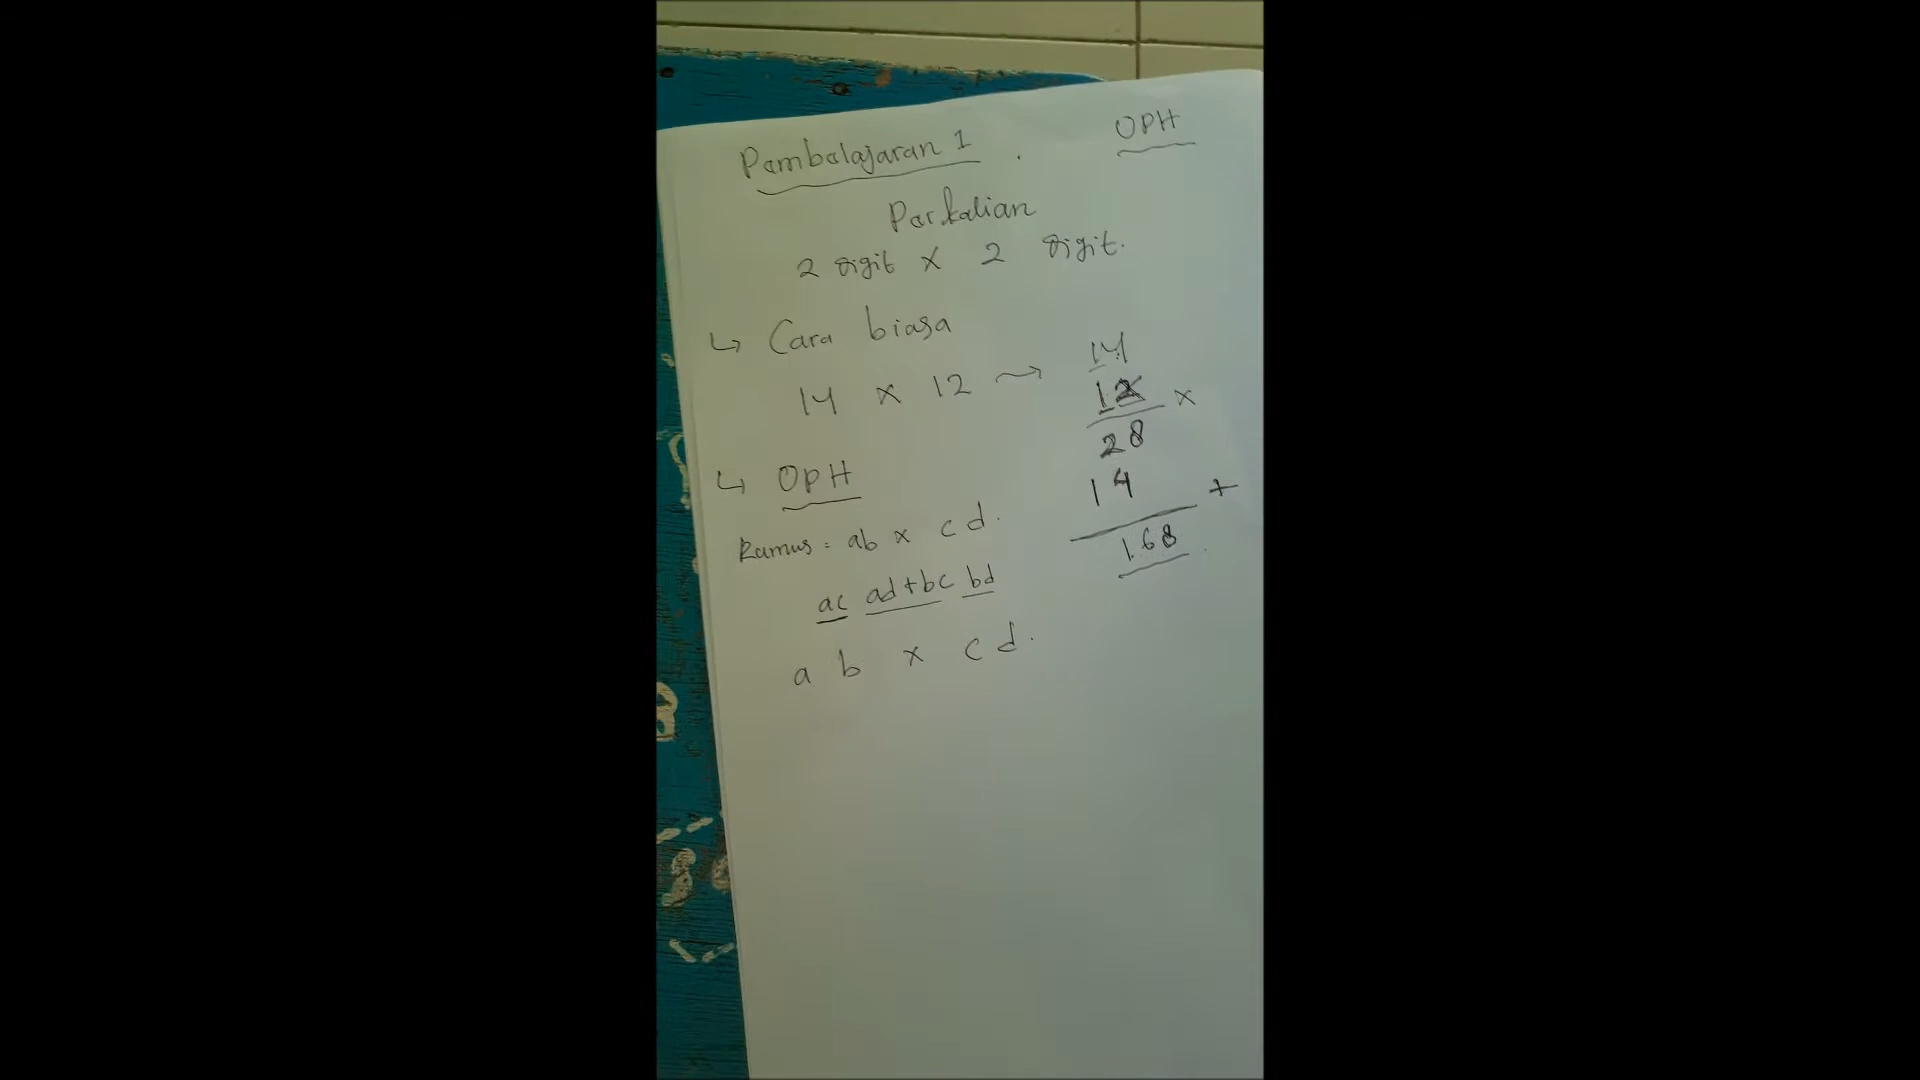 Pembelajaran 1. OPH
Perkalian
2 digit x 2 digit.
↳ Cara biasa
14 x 12 → 14
12 x
28
14 +
168
↳ OPH
Rumus : ab x cd.
ac ad+bc bd
a b x c d.